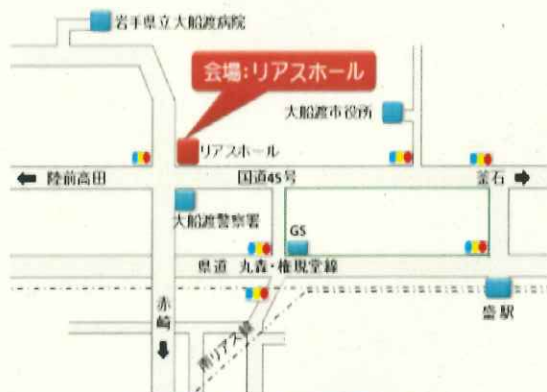 岩手県立大船渡病院
会場:リアスホール
大船渡市役所
リアスホール
陸前高田
国道45号
釜石
大船渡警察署
GS
県道 丸森・権現堂線
赤崎
盛駅
南リアス線